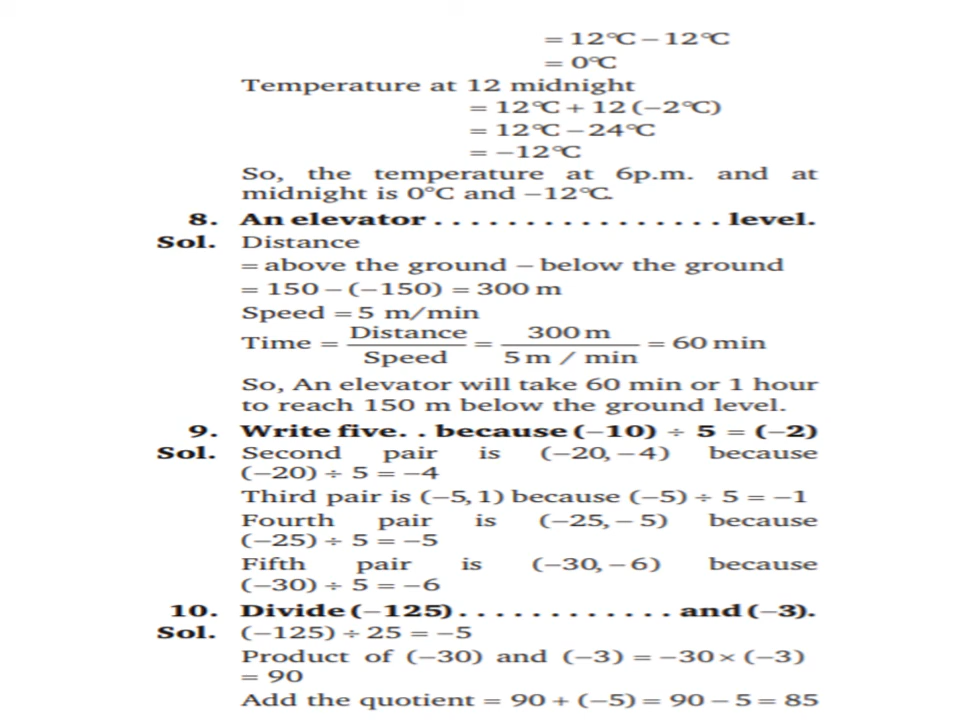 = 12°C – 12°C
= 0°C
Temperature at 12 midnight
= 12°C + 12 (–2°C)
= 12°C – 24°C
= –12°C
So, the temperature at 6p.m. and at
midnight is 0°C and –12°C.
8. An elevator . . . . . . . . . . . . . . . . level.
Sol. Distance
= above the ground – below the ground
= 150 – (–150) = 300 m
Speed = 5 m/min
Time = Distance / Speed = 300 m / 5 m / min = 60 min
So, An elevator will take 60 min or 1 hour
to reach 150 m below the ground level.
9. Write five. . because (–10) ÷ 5 = (–2)
Sol. Second pair is (–20, – 4) because
(–20) ÷ 5 = –4
Third pair is (–5, 1) because (–5) ÷ 5 = –1
Fourth pair is (–25, – 5) because
(–25) ÷ 5 = –5
Fifth pair is (–30, – 6) because
(–30) ÷ 5 = –6
10. Divide (–125) . . . . . . . . . . . . and (–3).
Sol. (–125) ÷ 25 = –5
Product of (–30) and (–3) = –30 × (–3)
= 90
Add the quotient = 90 + (–5) = 90 – 5 = 85